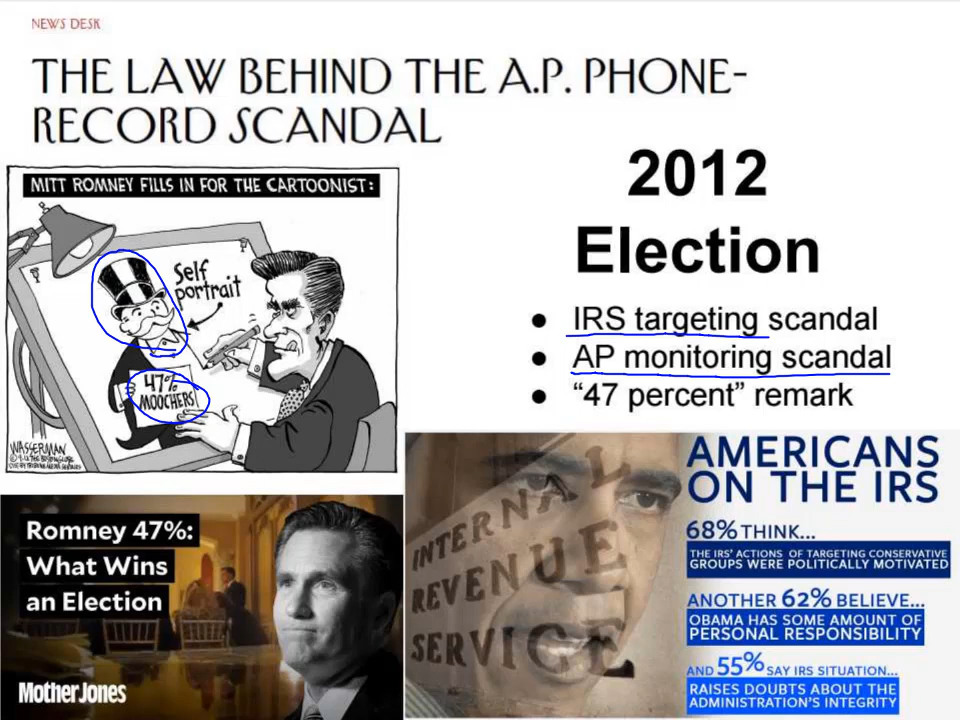 NEWS DESK
THE LAW BEHIND THE A.P. PHONE-
RECORD SCANDAL
MITT ROMNEY FILLS IN FOR THE CARTOONIST:
Self
portrait
47%
MOOCHERS
WASSERMAN
2012
Election
● IRS targeting scandal
● AP monitoring scandal
● “47 percent” remark
Romney 47%:
What Wins
an Election
Mother Jones
INTERNAL
REVENUE
SERVICE
AMERICANS
ON THE IRS
68% THINK...
THE IRS' ACTIONS OF TARGETING CONSERVATIVE
GROUPS WERE POLITICALLY MOTIVATED
ANOTHER 62% BELIEVE...
OBAMA HAS SOME AMOUNT OF
PERSONAL RESPONSIBILITY
AND 55% SAY IRS SITUATION...
RAISES DOUBTS ABOUT THE
ADMINISTRATION'S INTEGRITY